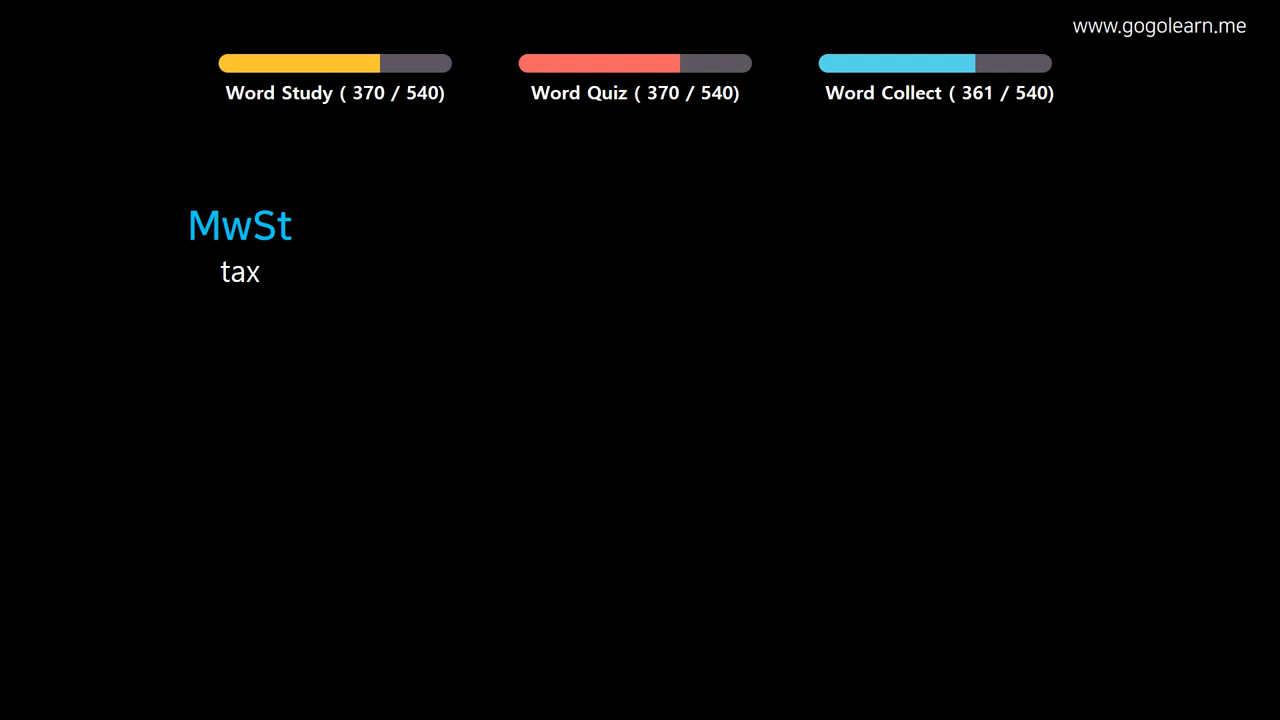 www.gogolearn.me
Word Study ( 370 / 540)
Word Quiz ( 370 / 540)
Word Collect ( 361 / 540)
MwSt
tax